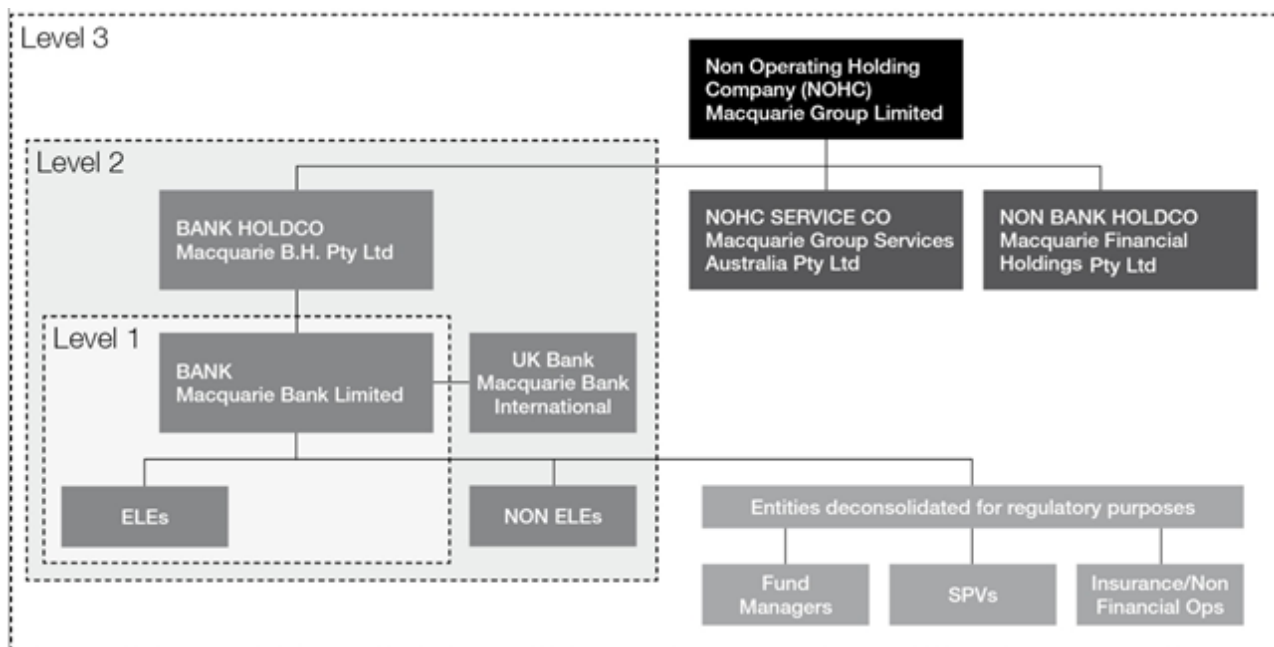 Level 3
Non Operating Holding
Company (NOHC)
Macquarie Group Limited
Level 2
BANK HOLDCO
Macquarie B.H. Pty Ltd
NOHC SERVICE CO
Macquarie Group Services
Australia Pty Ltd
NON BANK HOLDCO
Macquarie Financial
Holdings Pty Ltd
Level 1
BANK
Macquarie Bank Limited
UK Bank
Macquarie Bank
International
ELEs
NON ELEs
Entities deconsolidated for regulatory purposes
Fund
Managers
SPVs
Insurance/Non
Financial Ops